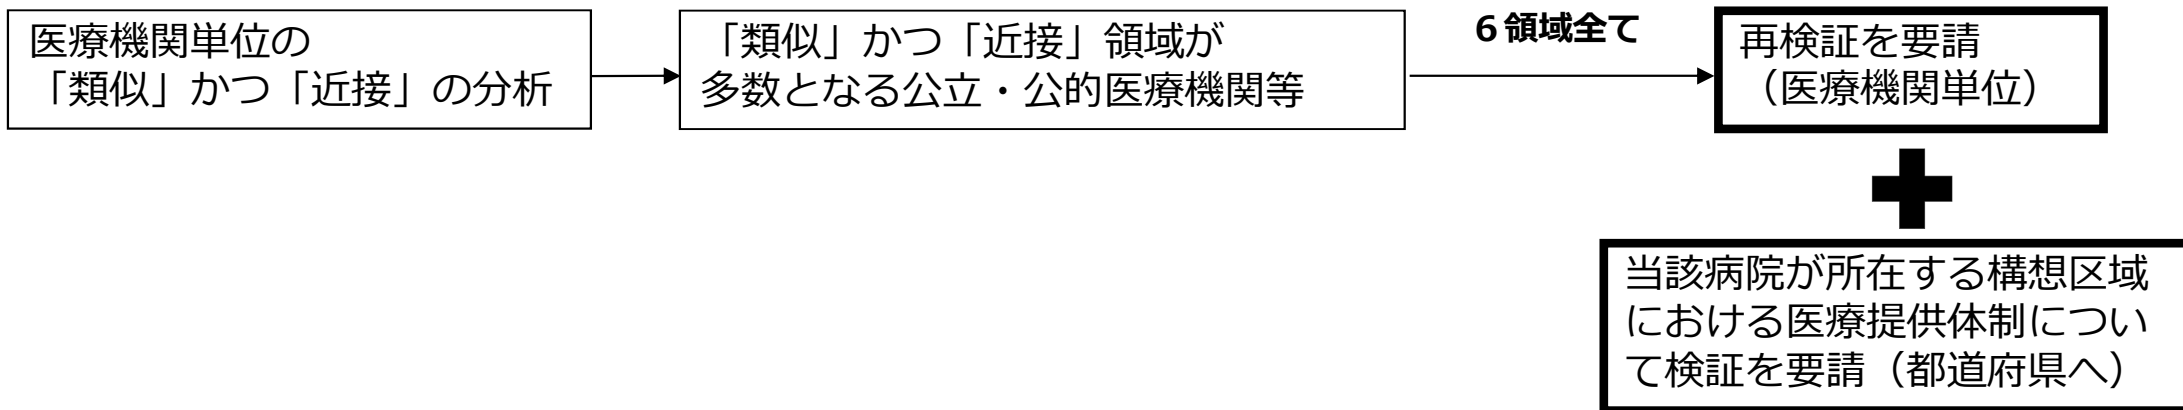 医療機関単位の
「類似」かつ「近接」の分析
「類似」かつ「近接」領域が
多数となる公立・公的医療機関等
６領域全て
再検証を要請
（医療機関単位）
当該病院が所在する構想区域
における医療提供体制につい
て検証を要請（都道府県へ）